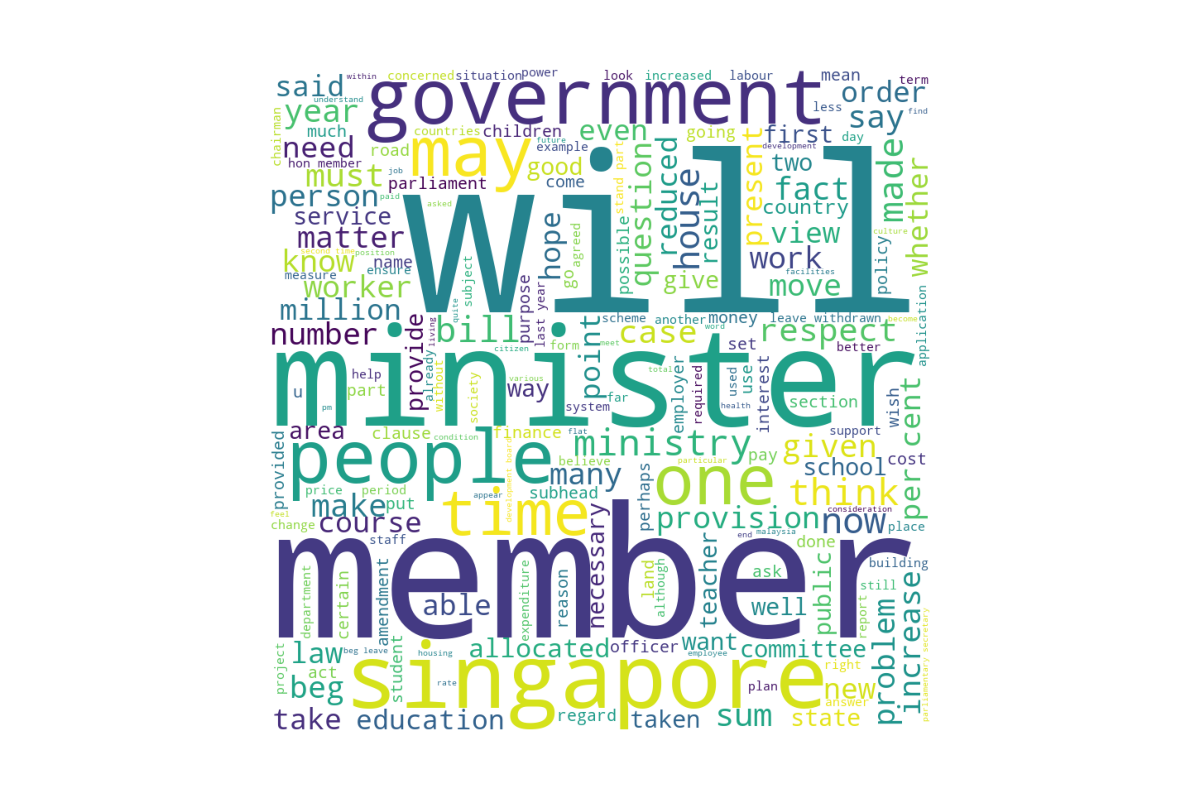 within concerned situation power look increased labour mean term
said understand government less order find
year much countries children even going first say day
chairman need road may example future good development two
hon member job parliament come stand part question reduced house present fact made whether
person paid asked will country culture
service matter hope possible result view
second time position name go agreed give work policy
know measure ensure subject facilities
worker quite purpose last year move
million scheme another money leave withdrawn become application
number provide living already bill citizen form meet point case word set respect better
minister
u help part without society various way system far total employer required used health use interest section wish
pm area clause condition finance flat ministry pay given support cost per cent
provided people believe many particular school
price period appear subhead development board perhaps one think
feel change make put time provision consideration now place
course staff necessary end malaysia done
member building
department certain amendment expenditure reason land although teacher ask public still problem increase
able well report
law beg leave student housing allocated officer want employee committee parliamentary secretary
project act right
beg singapore rate plan new answer
take education regard taken sum state